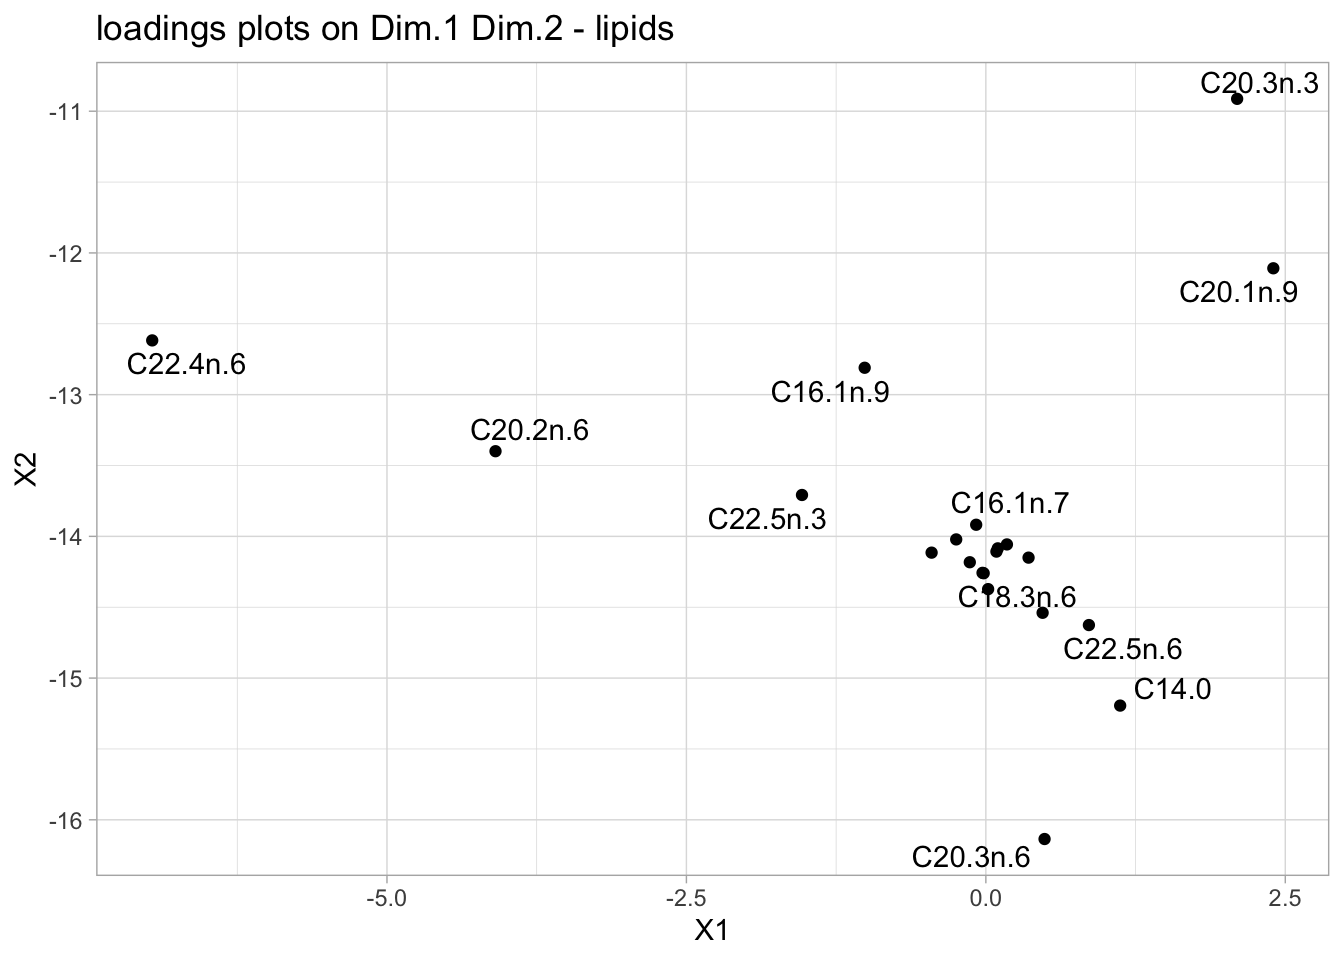 loadings plots on Dim.1 Dim.2 - lipids
C20.3n.3
-11
-12
C20.1n.9
C22.4n.6
C16.1n.9
-13
C20.2n.6
X2
C16.1n.7
C22.5n.3
-14
C18.3n.6
C22.5n.6
-15
C14.0
-16
C20.3n.6
-5.0
-2.5
0.0
2.5
X1